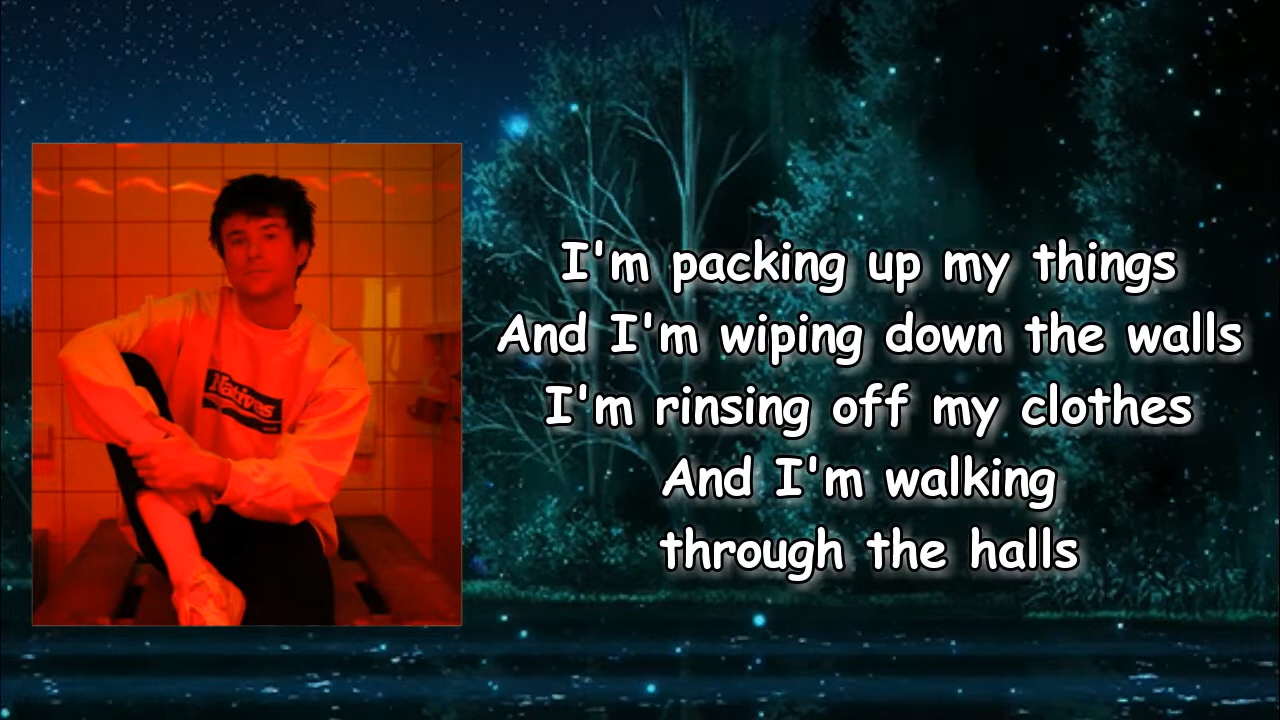 Natives
I'm packing up my things
And I'm wiping down the walls
I'm rinsing off my clothes
And I'm walking
through the halls